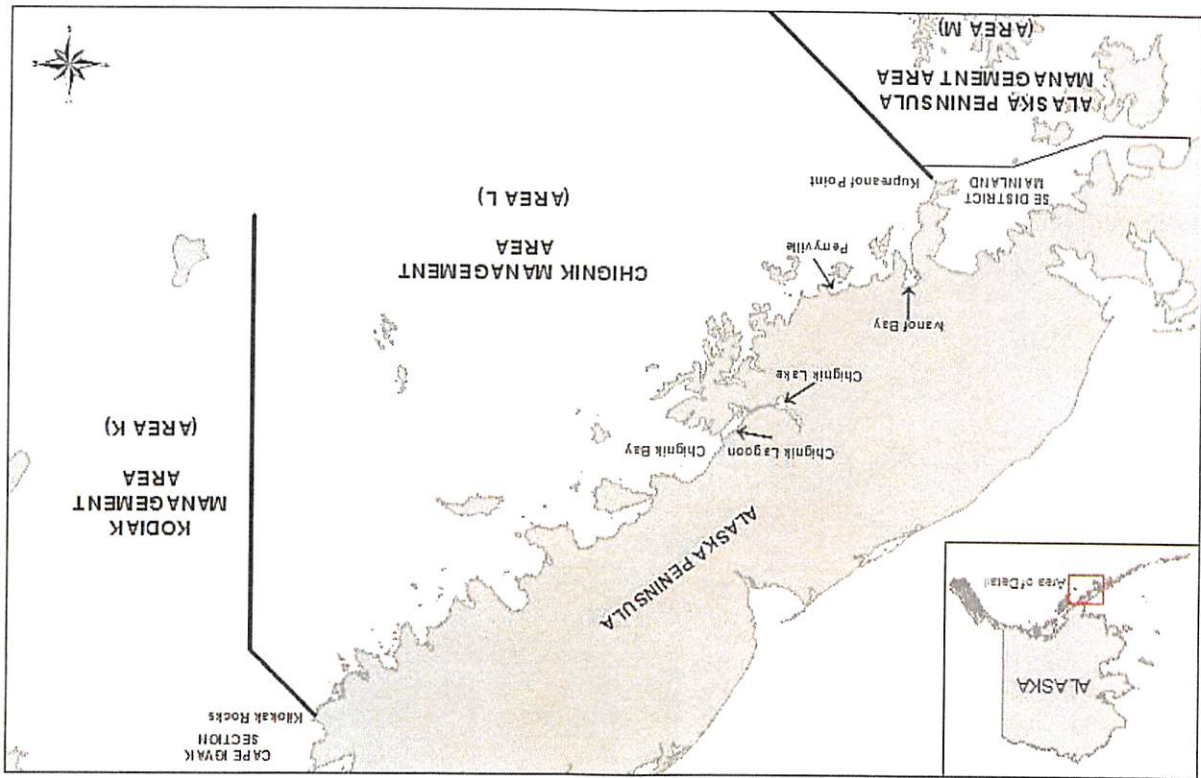 CAPE IGVAK
SECTION
Kilokak Rocks
ALASKA
Area of Detail
ALASKA PENINSULA
KODIAK
MANAGEMENT
AREA
(AREA K)
Chignik Lagoon
Chignik Bay
Chignik Lake
Ivanof Bay
Perryville
CHIGNIK MANAGEMENT
AREA
(AREA L)
SE DISTRICT
MAINLAND
Kupreanof Point
ALASKA PENINSULA
MANAGEMENT AREA
(AREA M)